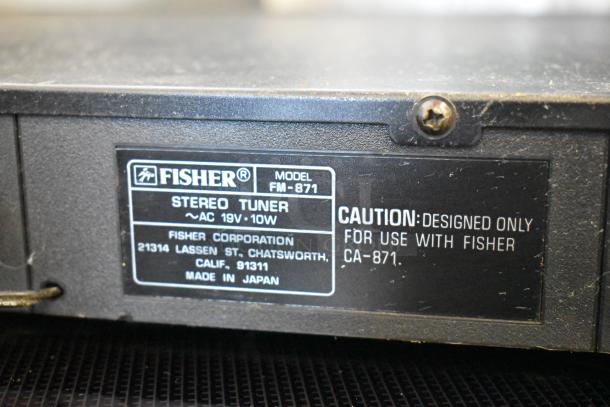 FISHER®
MODEL
FM-871
STEREO TUNER
~AC 19V·10W
FISHER CORPORATION
21314 LASSEN ST., CHATSWORTH,
CALIF., 91311
MADE IN JAPAN
CAUTION: DESIGNED ONLY
FOR USE WITH FISHER
CA-871.